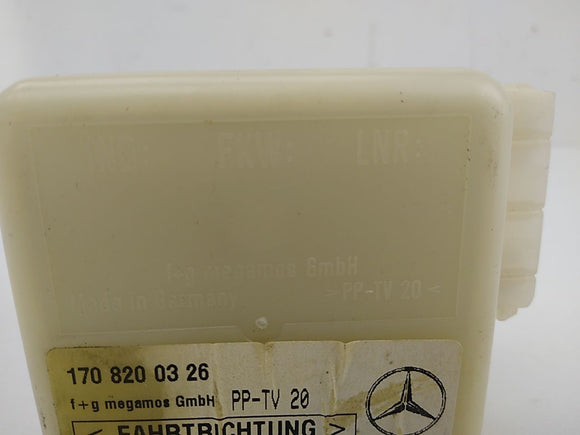 FKW: LNR:
f+g megamos GmbH
Made in Germany. >PP-TV 20<
170 820 03 26
f+g megamos GmbH PP-TV 20
< FAHRTRICHTUNG